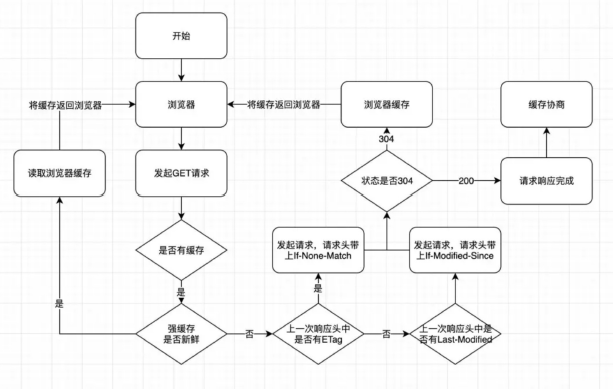 开始
将缓存返回浏览器
浏览器
将缓存返回浏览器
浏览器缓存
缓存协商
304
读取浏览器缓存
发起GET请求
状态是否304
200
请求响应完成
是否有缓存
发起请求，请求头带
上If-None-Match
发起请求，请求头带
上If-Modified-Since
是
是
是
强缓存
是否新鲜
否
上一次响应头中
是否有ETag
否
上一次响应头中是
否有Last-Modified